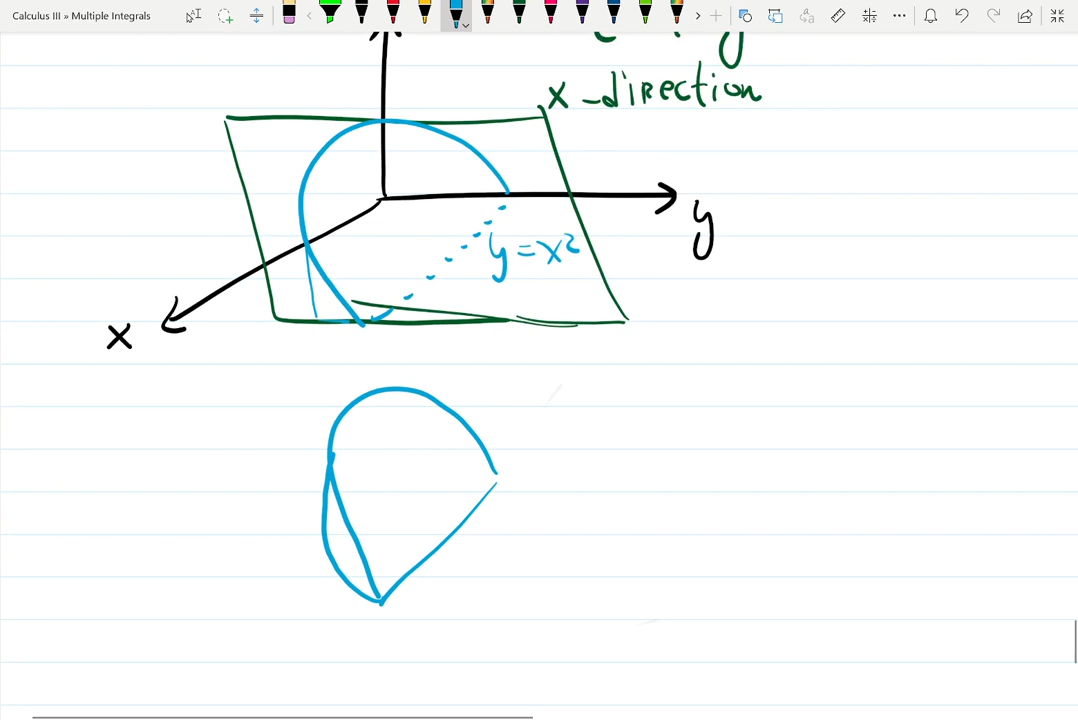 Calculus III » Multiple Integrals
x -direction
y
y = x²
x